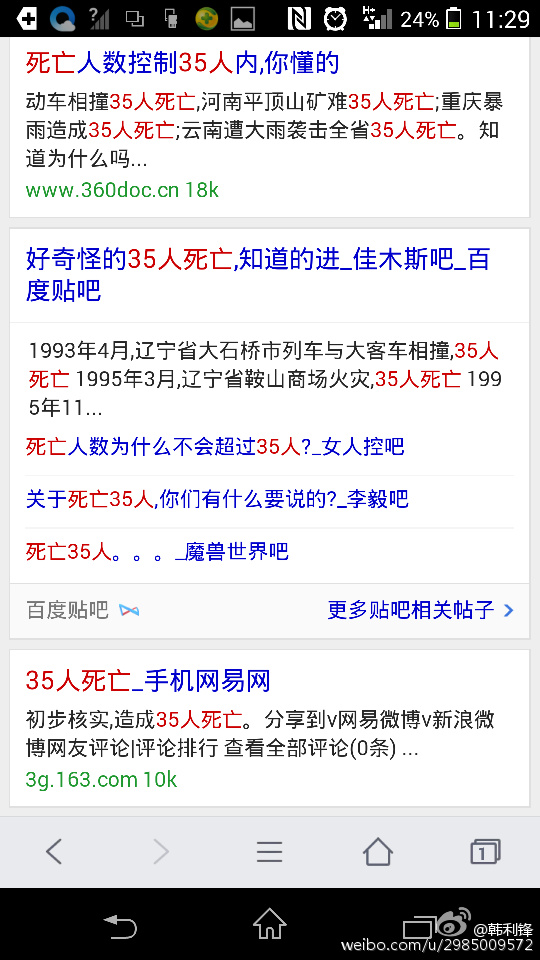 24% 11:29
死亡人数控制35人内,你懂的
动车相撞35人死亡,河南平顶山矿难35人死亡;重庆暴
雨造成35人死亡;云南遭大雨袭击全省35人死亡。知
道为什么吗...
www.360doc.cn 18k
好奇怪的35人死亡,知道的进_佳木斯吧_百
度贴吧
1993年4月,辽宁省大石桥市列车与大客车相撞,35人
死亡 1995年3月,辽宁省鞍山商场火灾,35人死亡 199
5年11...
死亡人数为什么不会超过35人?_女人控吧
关于死亡35人,你们有什么要说的?_李毅吧
死亡35人。。。_魔兽世界吧
百度贴吧
更多贴吧相关帖子
35人死亡_手机网易网
初步核实,造成35人死亡。分享到v网易微博v新浪微
博网友评论|评论排行 查看全部评论(0条) ...
3g.163.com 10k
1
@韩利锋
weibo.com/u/2985009572